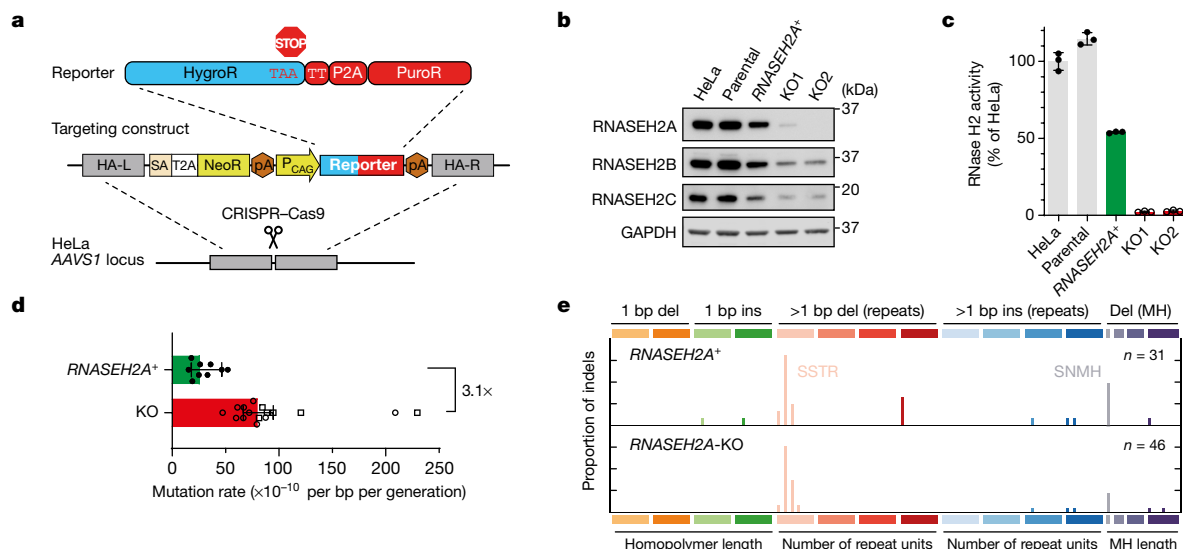 a
STOP
Reporter
HygroR
TAA
TT
P2A
PuroR
Targeting construct
HA-L
SA
T2A
NeoR
pA
PCAG
Reporter
pA
HA-R
CRISPR–Cas9
HeLa
AAVS1 locus
b
HeLa
Parental
RNASEH2A+
KO1
KO2
(kDa)
RNASEH2A
37
RNASEH2B
37
RNASEH2C
20
GAPDH
37
c
RNase H2 activity
(% of HeLa)
100
50
0
HeLa
Parental
RNASEH2A+
KO1
KO2
d
RNASEH2A+
KO
3.1×
0 50 100 150 200 250
Mutation rate (×10⁻¹⁰ per bp per generation)
e
1 bp del 1 bp ins >1 bp del (repeats) >1 bp ins (repeats) Del (MH)
Proportion of indels
RNASEH2A+
SSTR
SNMH
n = 31
RNASEH2A-KO
n = 46
Homopolymer length Number of repeat units Number of repeat units MH length